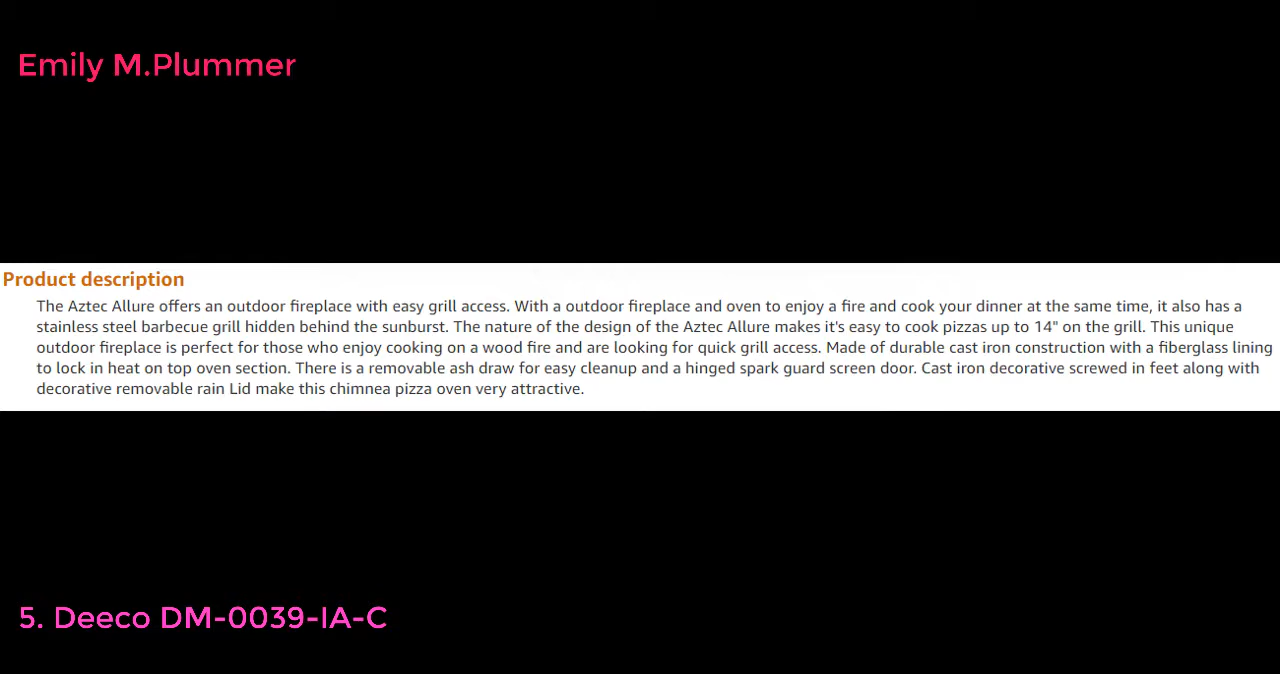 Emily M.Plummer
Product description
The Aztec Allure offers an outdoor fireplace with easy grill access. With a outdoor fireplace and oven to enjoy a fire and cook your dinner at the same time, it also has a
stainless steel barbecue grill hidden behind the sunburst. The nature of the design of the Aztec Allure makes it's easy to cook pizzas up to 14" on the grill. This unique
outdoor fireplace is perfect for those who enjoy cooking on a wood fire and are looking for quick grill access. Made of durable cast iron construction with a fiberglass lining
to lock in heat on top oven section. There is a removable ash draw for easy cleanup and a hinged spark guard screen door. Cast iron decorative screwed in feet along with
decorative removable rain Lid make this chimnea pizza oven very attractive.
5. Deeco DM-0039-IA-C